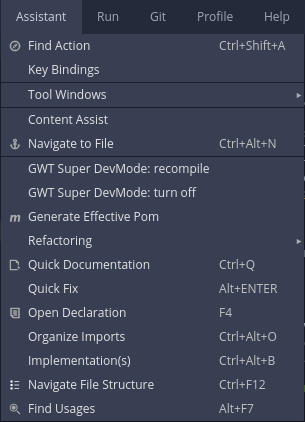 Assistant Run Git Profile Help
Find Action Ctrl+Shift+A
Key Bindings
Tool Windows
Content Assist
Navigate to File Ctrl+Alt+N
GWT Super DevMode: recompile
GWT Super DevMode: turn off
m Generate Effective Pom
Refactoring
Quick Documentation Ctrl+Q
Quick Fix Alt+ENTER
Open Declaration F4
Organize Imports Ctrl+Alt+O
Implementation(s) Ctrl+Alt+B
Navigate File Structure Ctrl+F12
Find Usages Alt+F7